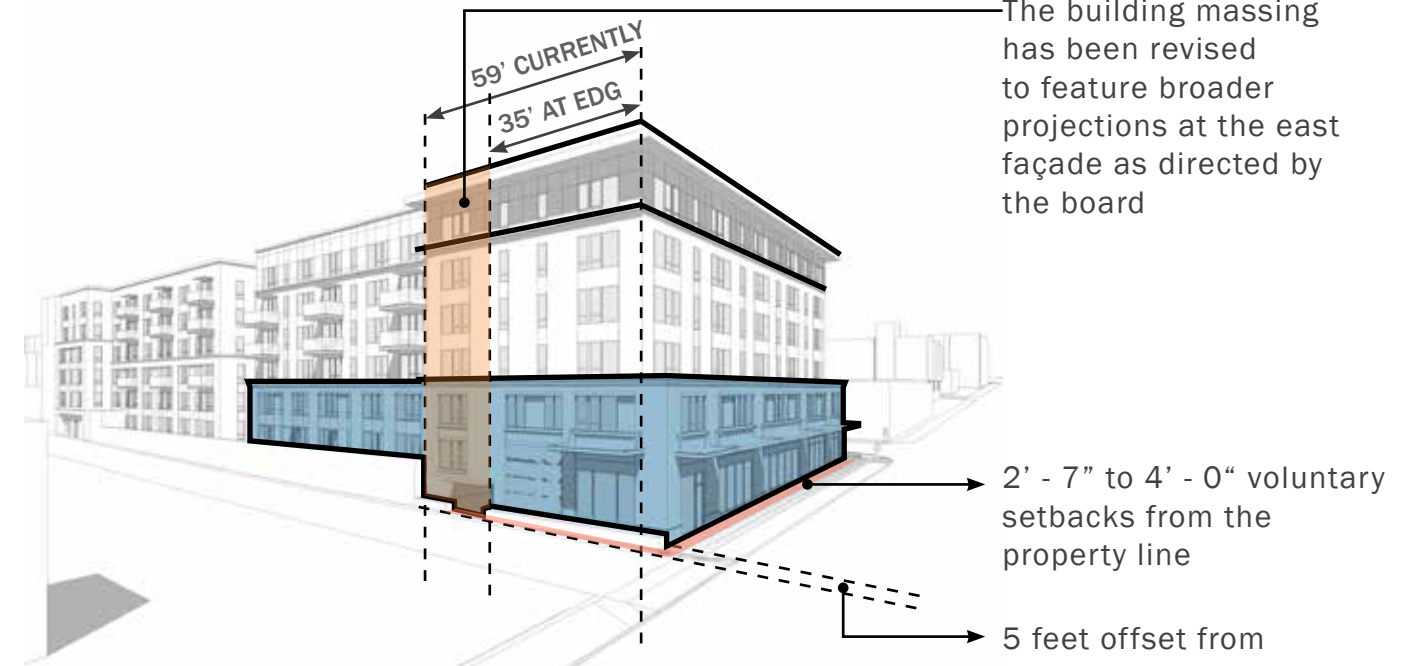 The building massing
has been revised
to feature broader
projections at the east
façade as directed by
the board
59’ CURRENTLY
35’ AT EDG
2’ - 7” to 4’ - 0“ voluntary
setbacks from the
property line
5 feet offset from